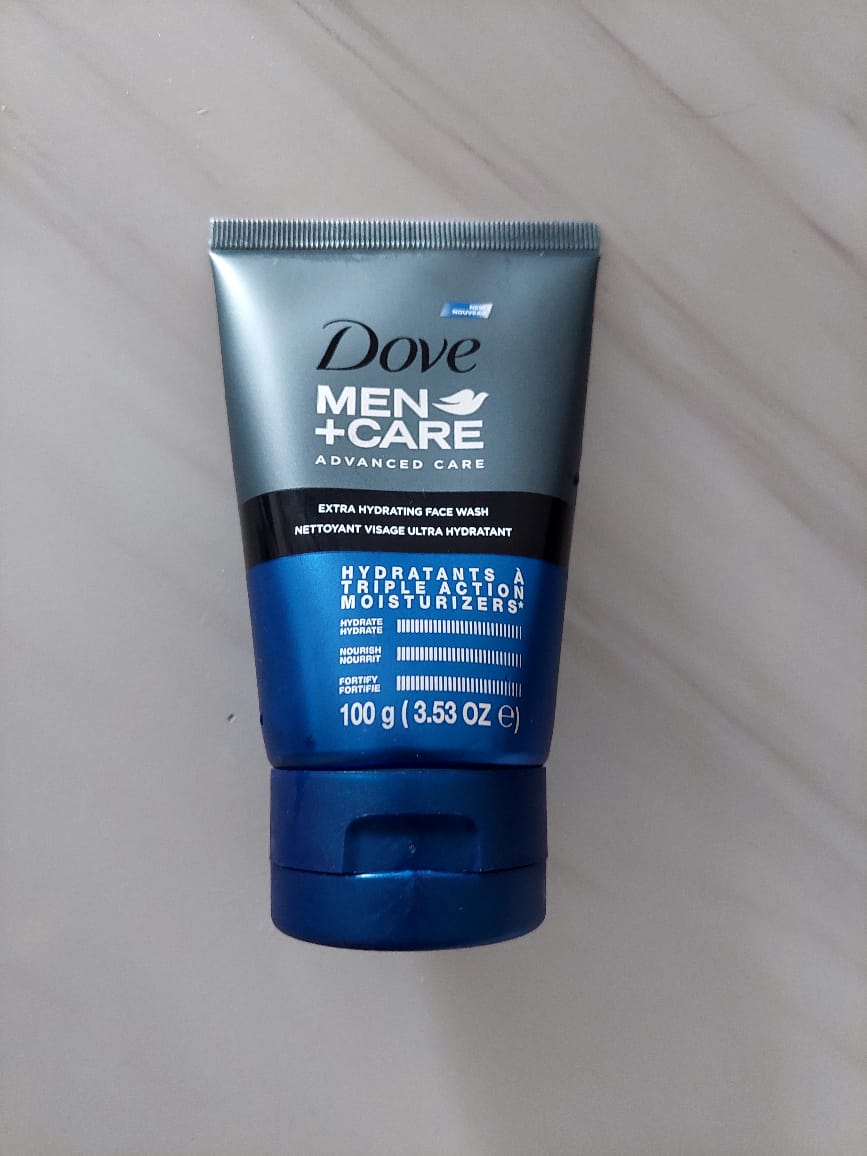 NEW
NOUVEAU
Dove
MEN
+CARE
ADVANCED CARE
EXTRA HYDRATING FACE WASH
NETTOYANT VISAGE ULTRA HYDRATANT
HYDRATANTS À
TRIPLE ACTION
MOISTURIZERS*
HYDRATE
HYDRATE
NOURISH
NOURRIT
FORTIFY
FORTIFIE
100 g (3.53 OZ ℮)